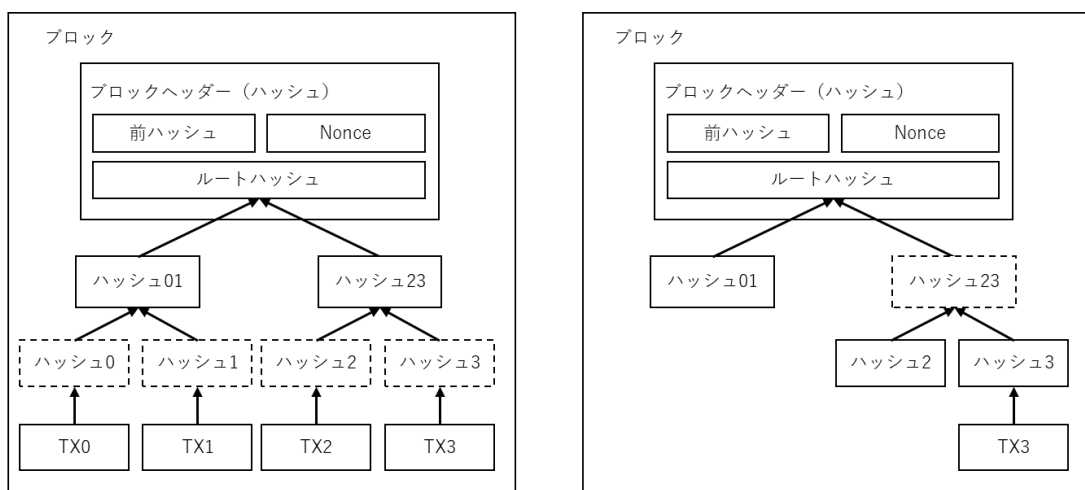 ブロック
ブロックヘッダー（ハッシュ）
前ハッシュ
Nonce
ルートハッシュ
ハッシュ01
ハッシュ23
ハッシュ0
ハッシュ1
ハッシュ2
ハッシュ3
TX0
TX1
TX2
TX3
ブロック
ブロックヘッダー（ハッシュ）
前ハッシュ
Nonce
ルートハッシュ
ハッシュ01
ハッシュ23
ハッシュ2
ハッシュ3
TX3